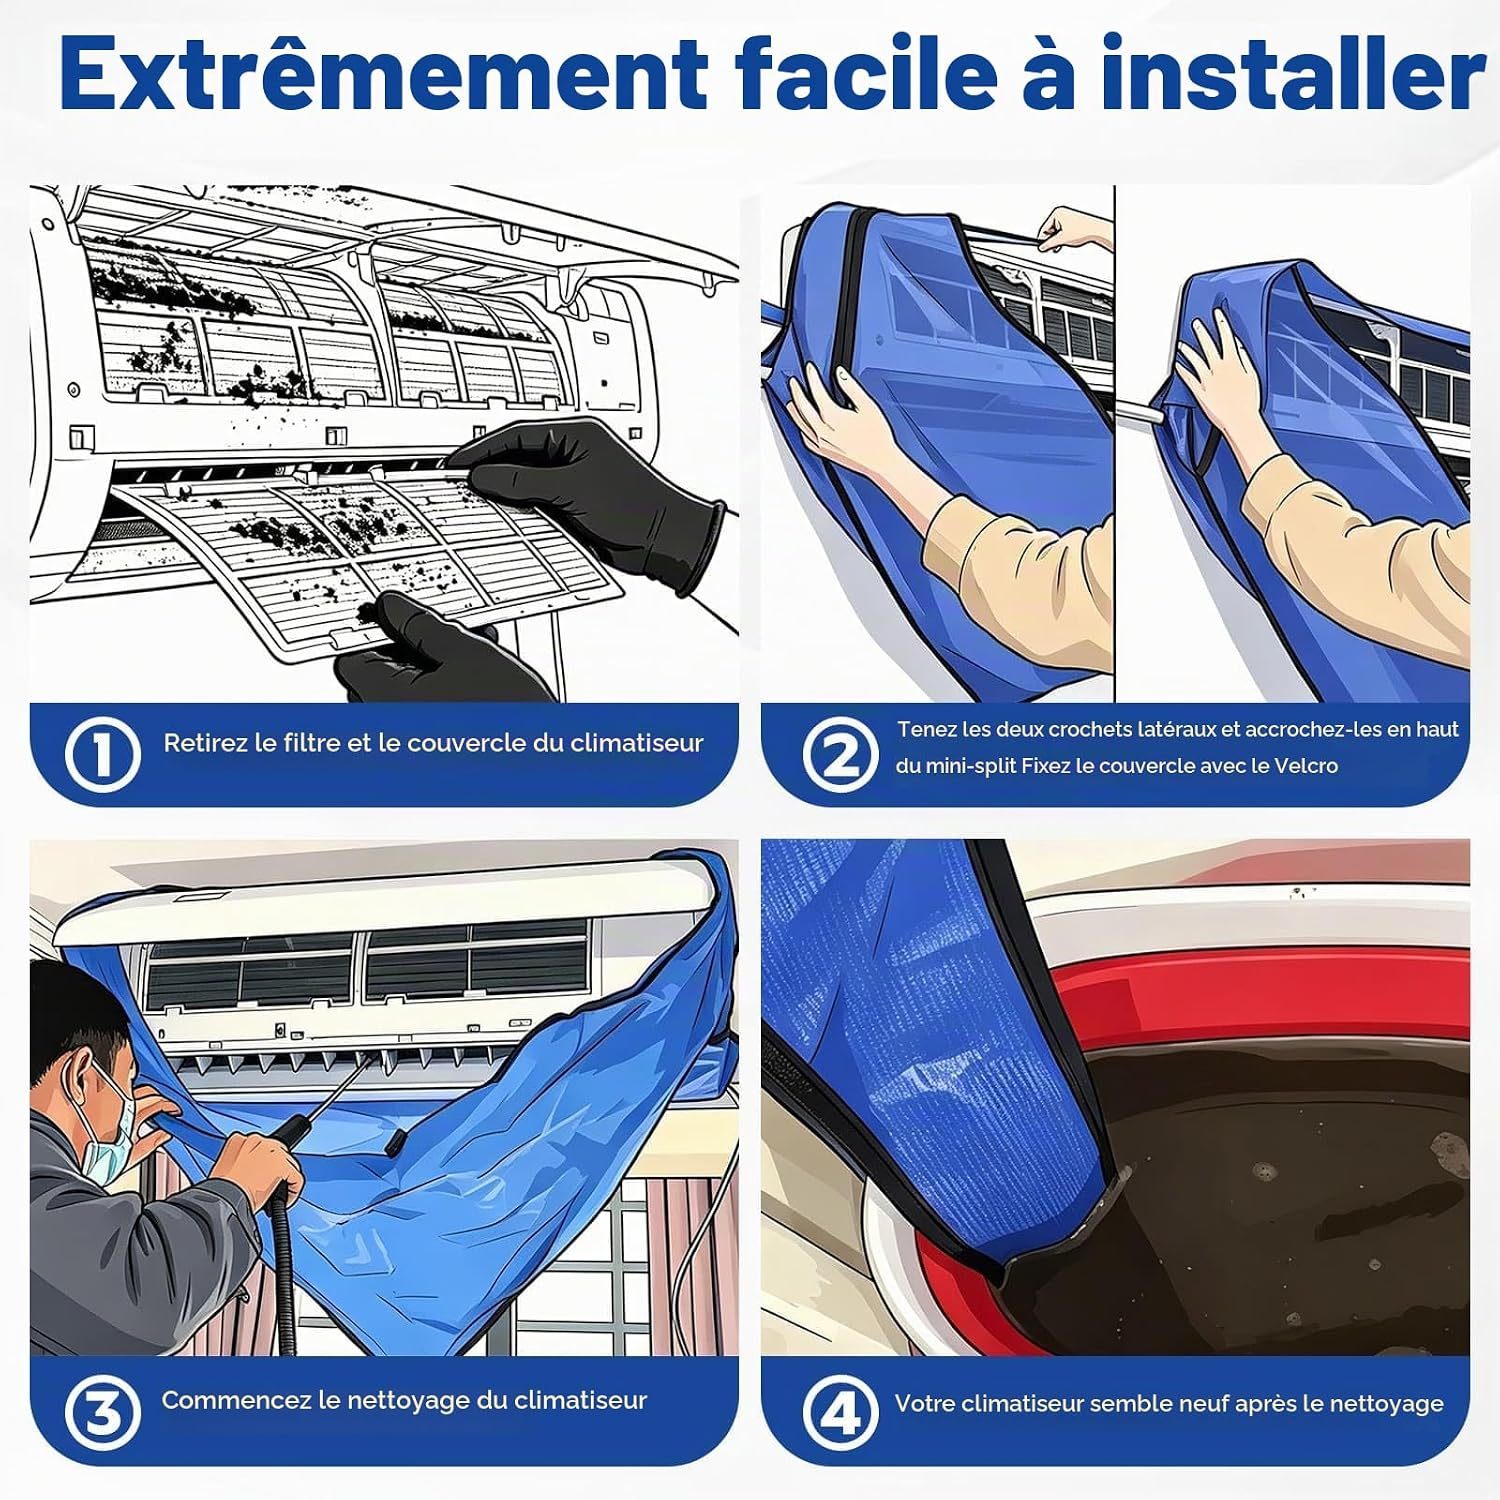 Extrêmement facile à installer
1 Retirez le filtre et le couvercle du climatiseur
2 Tenez les deux crochets latéraux et accrochez-les en haut
du mini-split Fixez le couvercle avec le Velcro
3 Commencez le nettoyage du climatiseur
4 Votre climatiseur semble neuf après le nettoyage